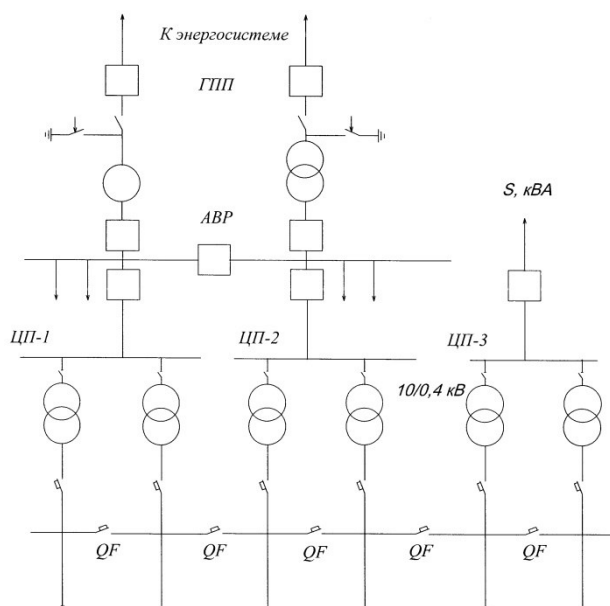 К энергосистеме
ГПП
S, кВА
АВР
ЦП-1
ЦП-2
ЦП-3
10/0,4 кВ
QF
QF
QF
QF
QF